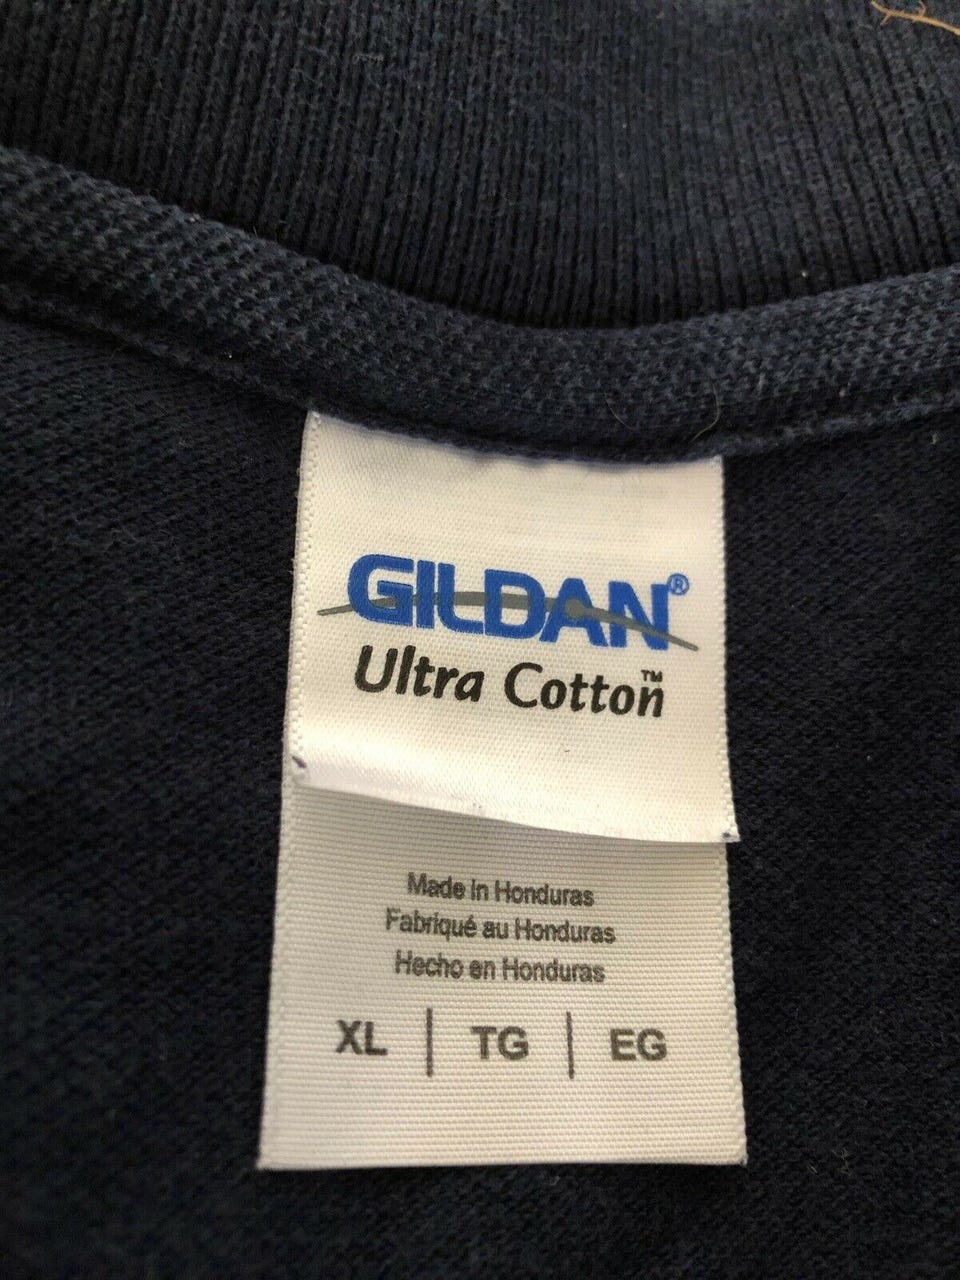 GILDAN®
Ultra Cotton™
Made in Honduras
Fabriqué au Honduras
Hecho en Honduras
XL | TG | EG